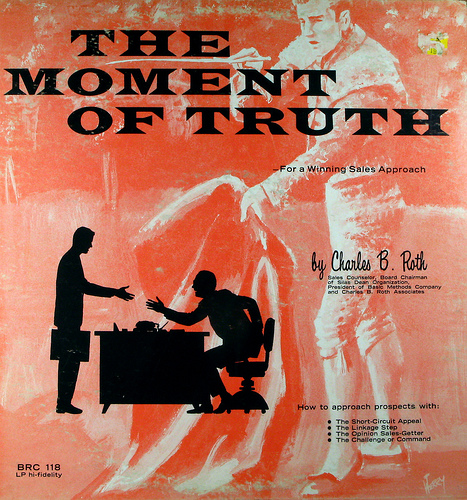 THE
MOMENT
OF TRUTH
—For a Winning Sales Approach
by Charles B. Roth
Sales Counselor, Board Chairman
of Silas Dean Organization,
President of Basic Methods Company
and Charles B. Roth Associates
How to approach prospects with:
• The Short-Circuit Appeal
• The Linkage Step
• The Opinion Sales-Getter
• The Challenge or Command
BRC 118
LP hi-fidelity